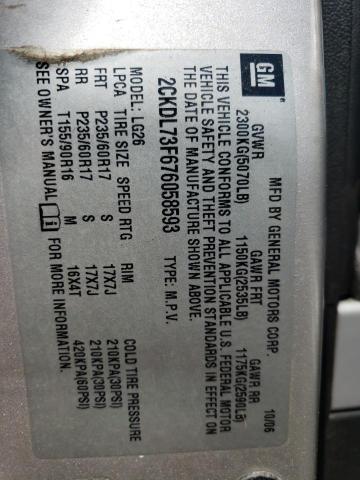 GM
MFD BY GENERAL MOTORS CORP. 10/06
GVWR GAWR FRT GAWR RR
2300KG(5070LB) 1150KG(2535LB) 1175KG(2590LB)
THIS VEHICLE CONFORMS TO ALL APPLICABLE U.S. FEDERAL MOTOR
VEHICLE SAFETY AND THEFT PREVENTION STANDARDS IN EFFECT ON
THE DATE OF MANUFACTURE SHOWN ABOVE.
2CKDL73F676058593 TYPE: M.P.V.
MODEL: LG26
LPCA TIRE SIZE SPEED RTG RIM COLD TIRE PRESSURE
FRT P235/60R17 S 17X7J 210KPA(30PSI)
RR P235/60R17 S 17X7J 210KPA(30PSI)
SPA T155/90R16 M 16X4T 420KPA(60PSI)
SEE OWNER'S MANUAL FOR MORE INFORMATION